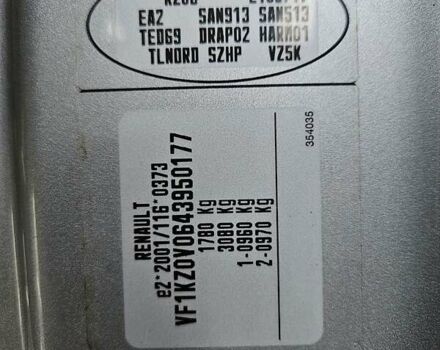 EA2 SAN913 SAN513
TED69 DRAP02 HARM01
TLNORD SZHP VZ5K
RENAULT
e2*2001/116*0373
VF1KZ0V0643950177
1780 Kg
3080 Kg
1-0960 Kg
2-0970 Kg
354035